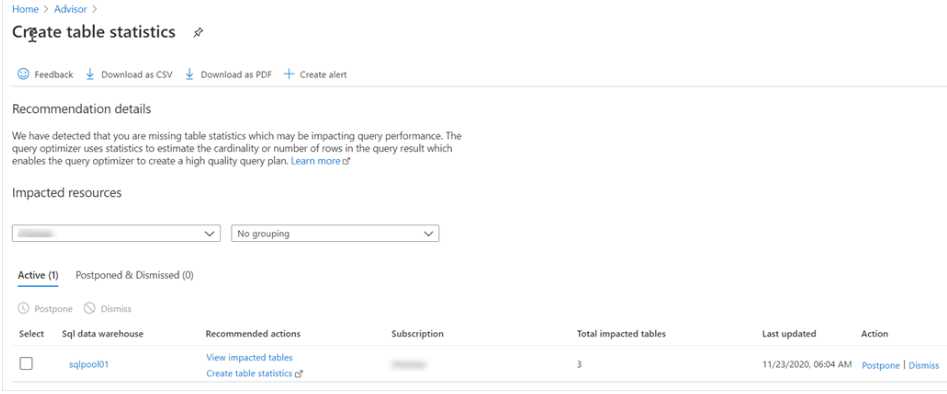 Home > Advisor >
Create table statistics
Feedback Download as CSV Download as PDF Create alert
Recommendation details
We have detected that you are missing table statistics which may be impacting query performance. The
query optimizer uses statistics to estimate the cardinality or number of rows in the query result which
enables the query optimizer to create a high quality query plan. Learn more
Impacted resources
No grouping
Active (1) Postponed & Dismissed (0)
Postpone Dismiss
Select Sql data warehouse Recommended actions Subscription Total impacted tables Last updated Action
sqlpool01 View impacted tables 3 11/23/2020, 06:04 AM Postpone | Dismiss
Create table statistics